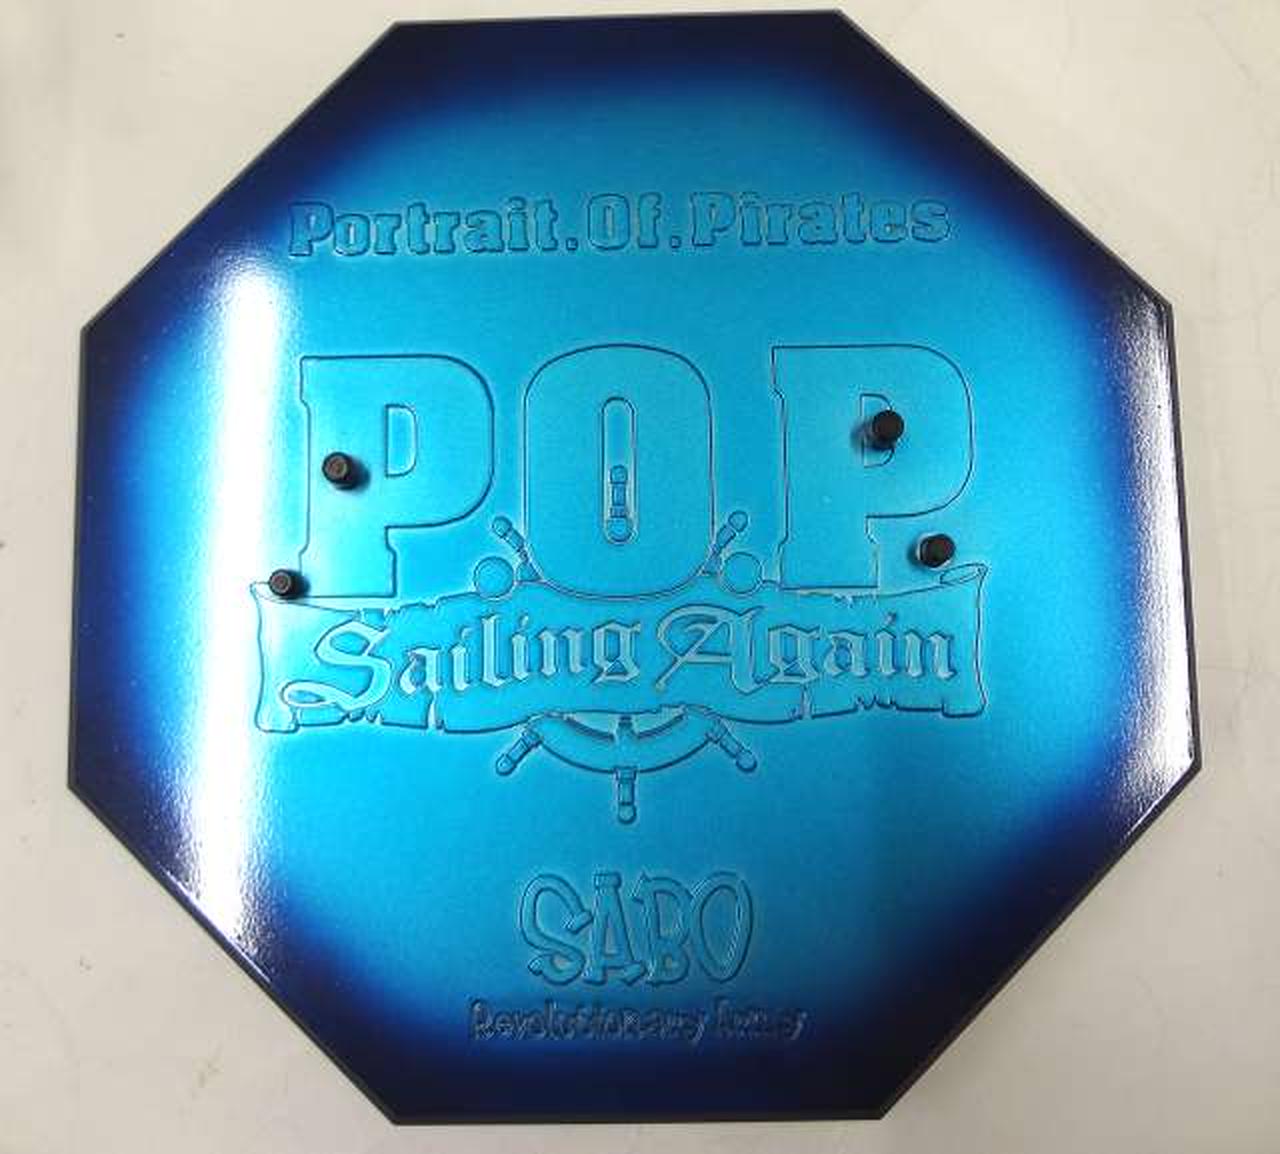 Portrait.Of.Pirates
P.O.P.
Sailing Again
SABO
Revolutionary Army